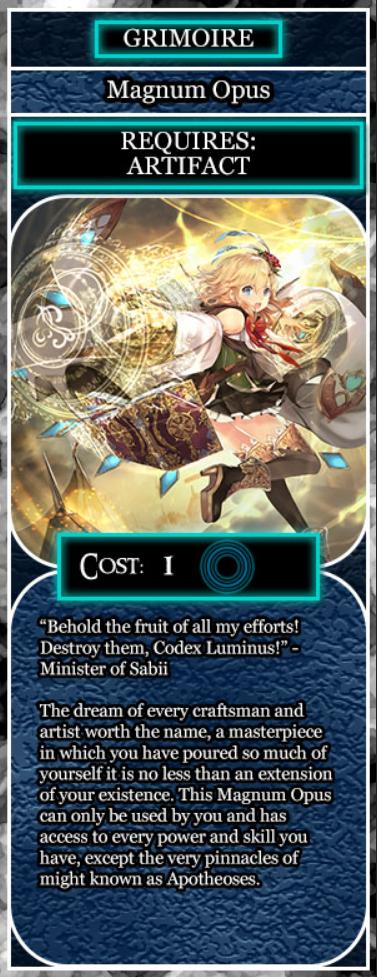 GRIMOIRE
Magnum Opus
REQUIRES:
ARTIFACT
COST: 1
“Behold the fruit of all my efforts!
Destroy them, Codex Luminus!” -
Minister of Sabii
The dream of every craftsman and
artist worth the name, a masterpiece
in which you have poured so much of
yourself it is no less than an extension
of your existence. This Magnum Opus
can only be used by you and has
access to every power and skill you
have, except the very pinnacles of
might known as Apotheoses.